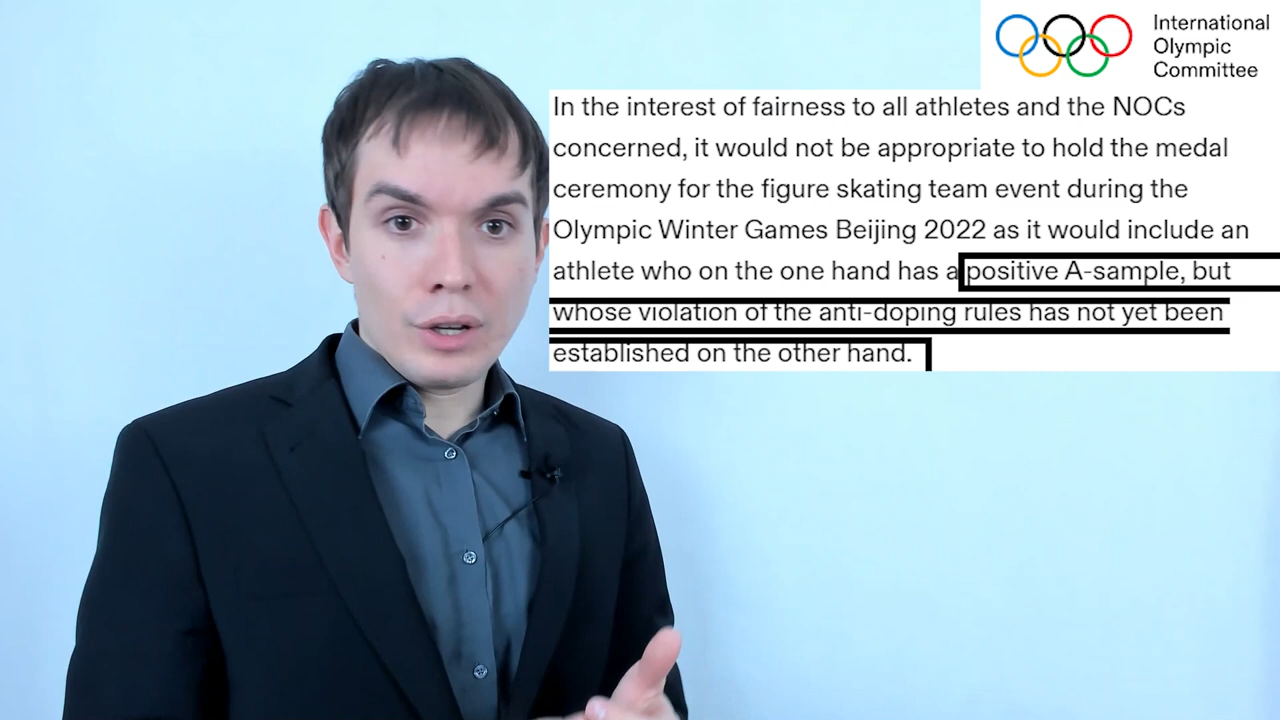 International
Olympic
Committee
In the interest of fairness to all athletes and the NOCs
concerned, it would not be appropriate to hold the medal
ceremony for the figure skating team event during the
Olympic Winter Games Beijing 2022 as it would include an
athlete who on the one hand has a positive A-sample, but
whose violation of the anti-doping rules has not yet been
established on the other hand.